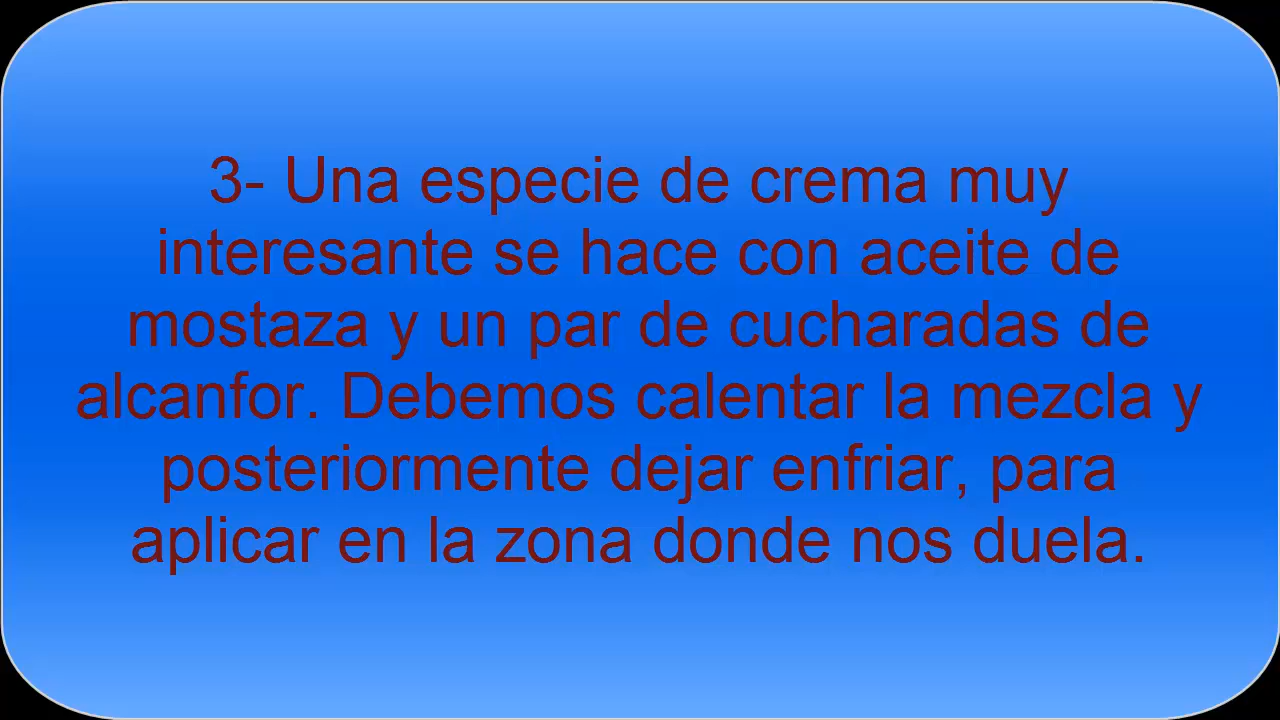 3- Una especie de crema muy
interesante se hace con aceite de
mostaza y un par de cucharadas de
alcanfor. Debemos calentar la mezcla y
posteriormente dejar enfriar, para
aplicar en la zona donde nos duela.